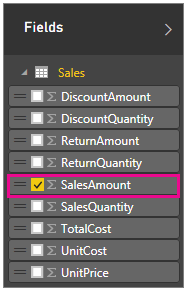 Fields
Sales
DiscountAmount
DiscountQuantity
ReturnAmount
ReturnQuantity
SalesAmount
SalesQuantity
TotalCost
UnitCost
UnitPrice